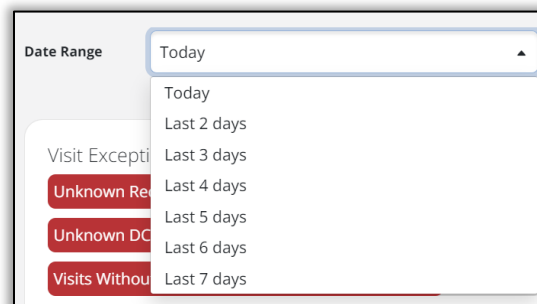 Date Range Today
Today
Last 2 days
Visit Excepti Last 3 days
Last 4 days
Unknown Re
Last 5 days
Unknown DC
Last 6 days
Visits Withou Last 7 days